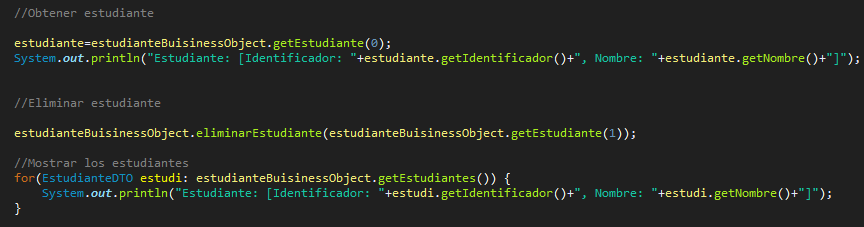 //Obtener estudiante
estudiante=estudianteBuisinessObject.getEstudiante(0);
System.out.println("Estudiante: [Identificador: "+estudiante.getIdentificador()+", Nombre: "+estudiante.getNombre()+"]");
//Eliminar estudiante
estudianteBuisinessObject.eliminarEstudiante(estudianteBuisinessObject.getEstudiante(1));
//Mostrar los estudiantes
for(EstudianteDTO estudi: estudianteBuisinessObject.getEstudiantes()) {
System.out.println("Estudiante: [Identificador: "+estudi.getIdentificador()+", Nombre: "+estudi.getNombre()+"]");
}